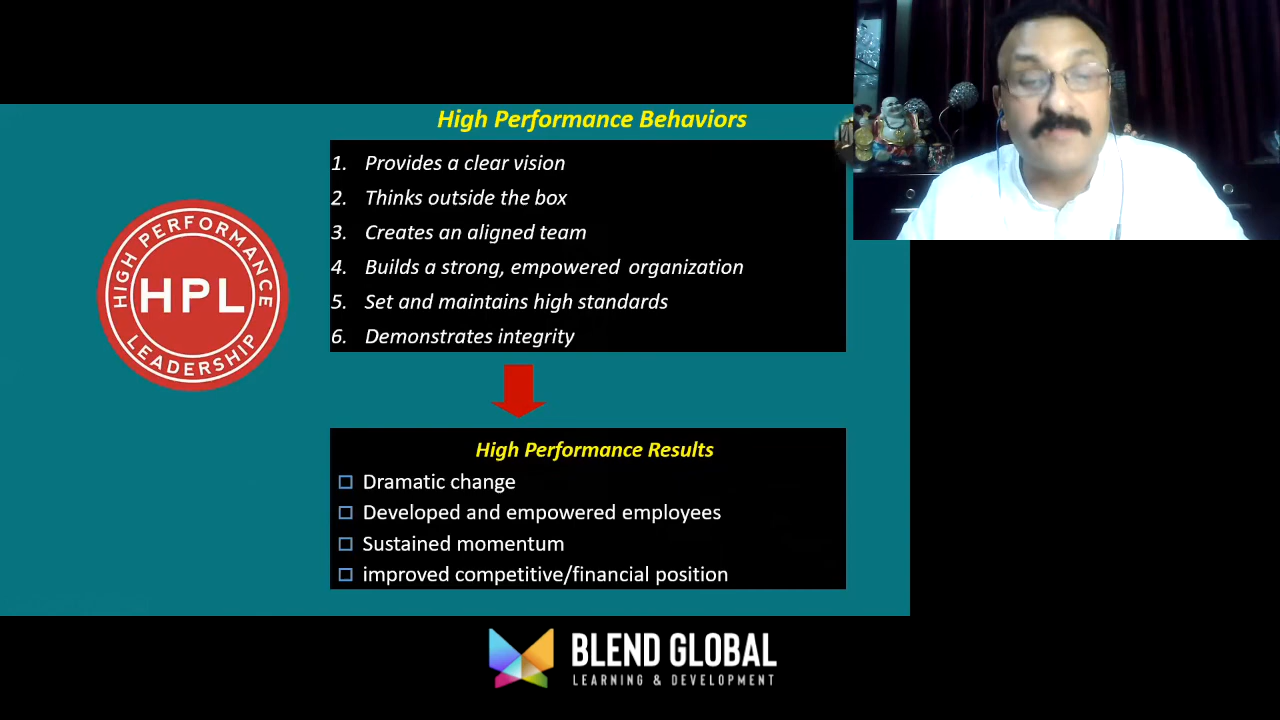 High Performance Behaviors
1. Provides a clear vision
2. Thinks outside the box
3. Creates an aligned team
4. Builds a strong, empowered organization
5. Set and maintains high standards
6. Demonstrates integrity
HIGH PERFORMANCE
HPL
LEADERSHIP
High Performance Results
Dramatic change
Developed and empowered employees
Sustained momentum
improved competitive/financial position
BLEND GLOBAL
LEARNING & DEVELOPMENT